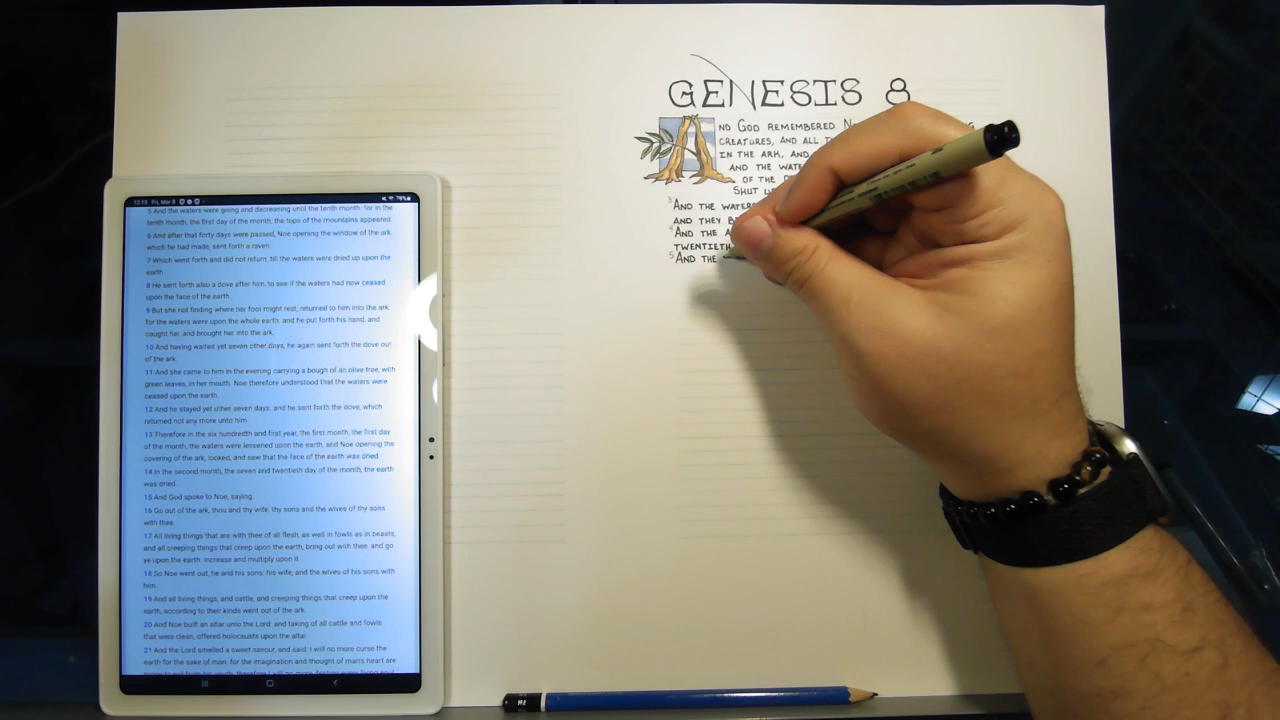 12:13 Fri, Mar 8
76%
5 And the waters were going and decreasing until the tenth month: for in the
tenth month, the first day of the month, the tops of the mountains appeared.
6 And after that forty days were passed, Noe opening the window of the ark,
which he had made, sent forth a raven:
7 Which went forth and did not return, till the waters were dried up upon the
earth.
8 He sent forth also a dove after him, to see if the waters had now ceased
upon the face of the earth.
9 But she not finding where her foot might rest, returned to him into the ark:
for the waters were upon the whole earth: and he put forth his hand, and
caught her, and brought her into the ark.
10 And having waited yet seven other days, he again sent forth the dove out
of the ark.
11 And she came to him in the evening carrying a bough of an olive tree, with
green leaves, in her mouth. Noe therefore understood that the waters were
ceased upon the earth.
12 And he stayed yet other seven days: and he sent forth the dove, which
returned not any more unto him.
13 Therefore in the six hundredth and first year, the first month, the first day
of the month, the waters were lessened upon the earth, and Noe opening the
covering of the ark, looked, and saw that the face of the earth was dried.
14 In the second month, the seven and twentieth day of the month, the earth
was dried.
15 And God spoke to Noe, saying:
16 Go out of the ark, thou and thy wife, thy sons and the wives of thy sons
with thee.
17 All living things that are with thee of all flesh, as well in fowls as in beasts,
and all creeping things that creep upon the earth, bring out with thee, and go
ye upon the earth: increase and multiply upon it.
18 So Noe went out, he and his sons: his wife, and the wives of his sons with
him.
19 And all living things, and cattle, and creeping things that creep upon the
earth, according to their kinds went out of the ark.
20 And Noe built an altar unto the Lord: and taking of all cattle and fowls
that were clean, offered holocausts upon the altar.
21 And the Lord smelled a sweet savour, and said: I will no more curse the
earth for the sake of man: for the imagination and thought of man's heart are
GENESIS 8
AND GOD REMEMBERED
CREATURES, AND ALL
IN THE ARK, AND
AND THE
OF THE
SHUT
3 AND THE WATERS
AND THEY
4 AND THE
TWENTIETH
5 AND THE